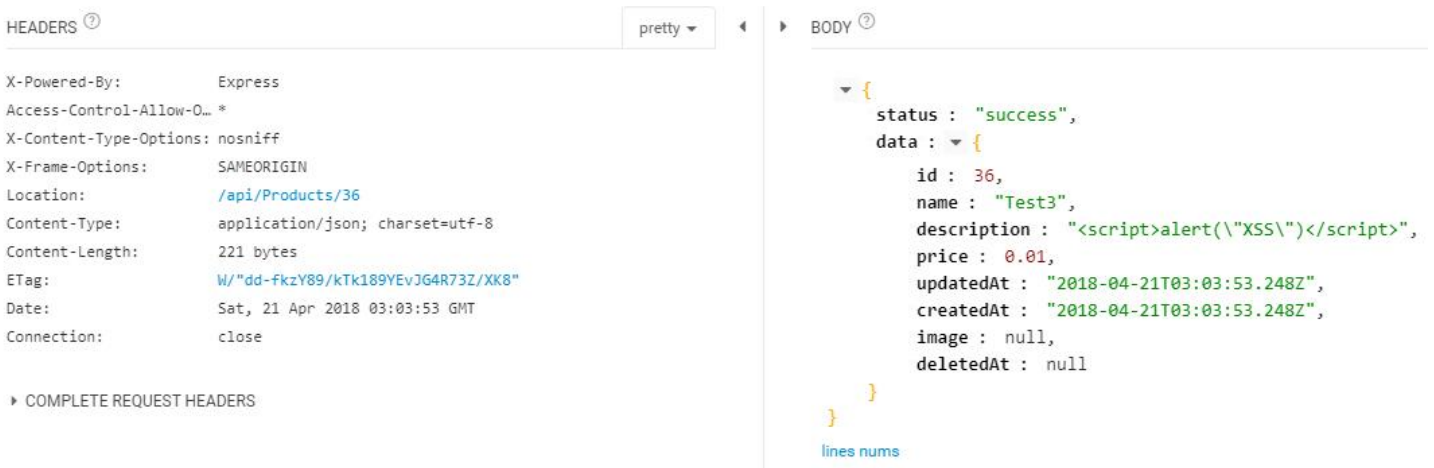 HEADERS ?
pretty
X-Powered-By: Express
Access-Control-Allow-O… *
X-Content-Type-Options: nosniff
X-Frame-Options: SAMEORIGIN
Location: /api/Products/36
Content-Type: application/json; charset=utf-8
Content-Length: 221 bytes
ETag: W/"dd-fkzY89/kTk189YEvJG4R73Z/XK8"
Date: Sat, 21 Apr 2018 03:03:53 GMT
Connection: close
COMPLETE REQUEST HEADERS
BODY ?
{
status : "success",
data : {
id : 36,
name : "Test3",
description : "<script>alert(\"XSS\")</script>",
price : 0.01,
updatedAt : "2018-04-21T03:03:53.248Z",
createdAt : "2018-04-21T03:03:53.248Z",
image : null,
deletedAt : null
}
}
lines nums